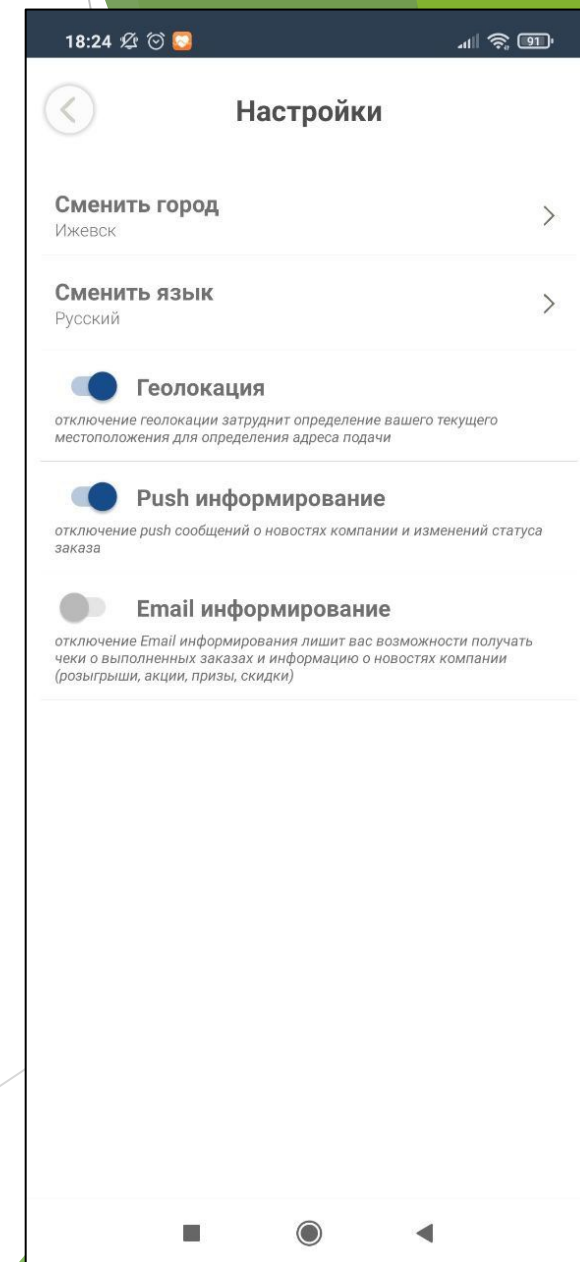 18:24
91
Настройки
Сменить город
Ижевск
Сменить язык
Русский
Геолокация
отключение геолокации затруднит определение вашего текущего
местоположения для определения адреса подачи
Push информирование
отключение push сообщений о новостях компании и изменений статуса
заказа
Email информирование
отключение Email информирования лишит вас возможности получать
чеки о выполненных заказах и информацию о новостях компании
(розыгрыши, акции, призы, скидки)